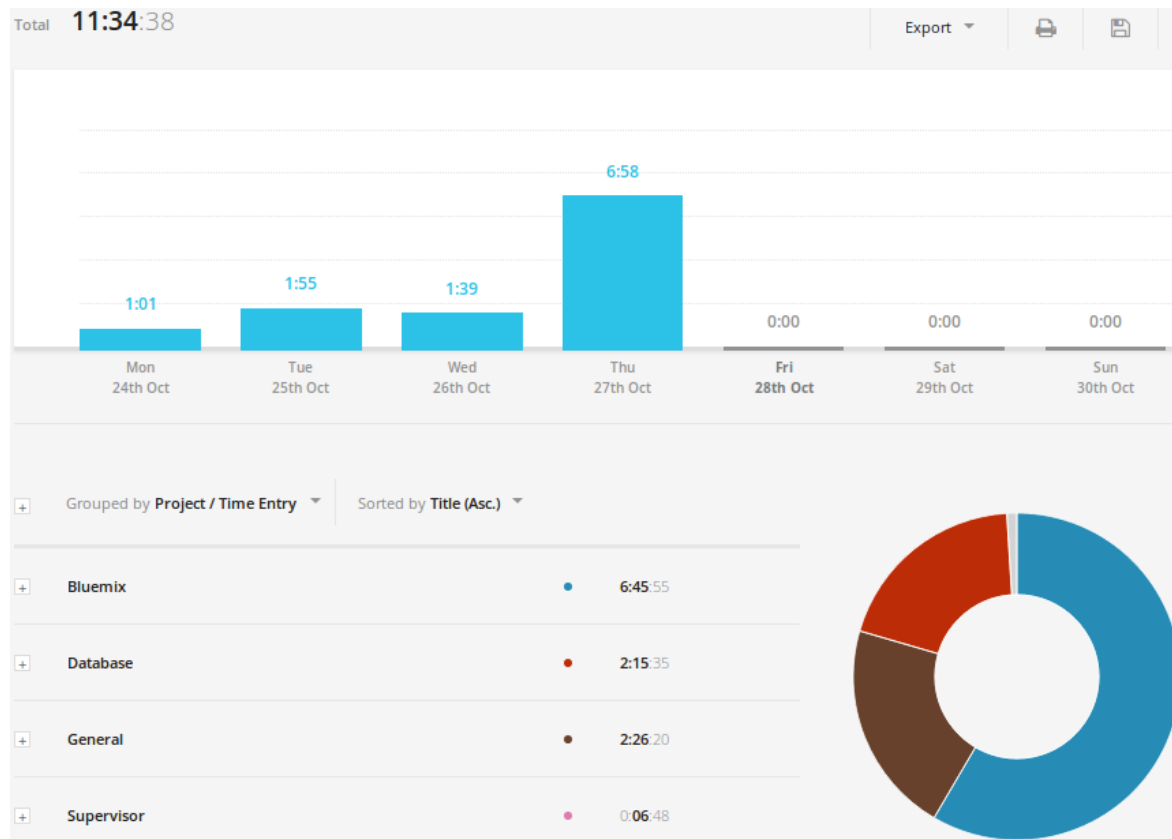 Total 11:34:38 Export
6:58
1:55
1:39
1:01
0:00 0:00 0:00
Mon Tue Wed Thu Fri Sat Sun
24th Oct 25th Oct 26th Oct 27th Oct 28th Oct 29th Oct 30th Oct
+ Grouped by Project / Time Entry Sorted by Title (Asc.)
+ Bluemix 6:45:55
+ Database 2:15:35
+ General 2:26:20
+ Supervisor 0:06:48